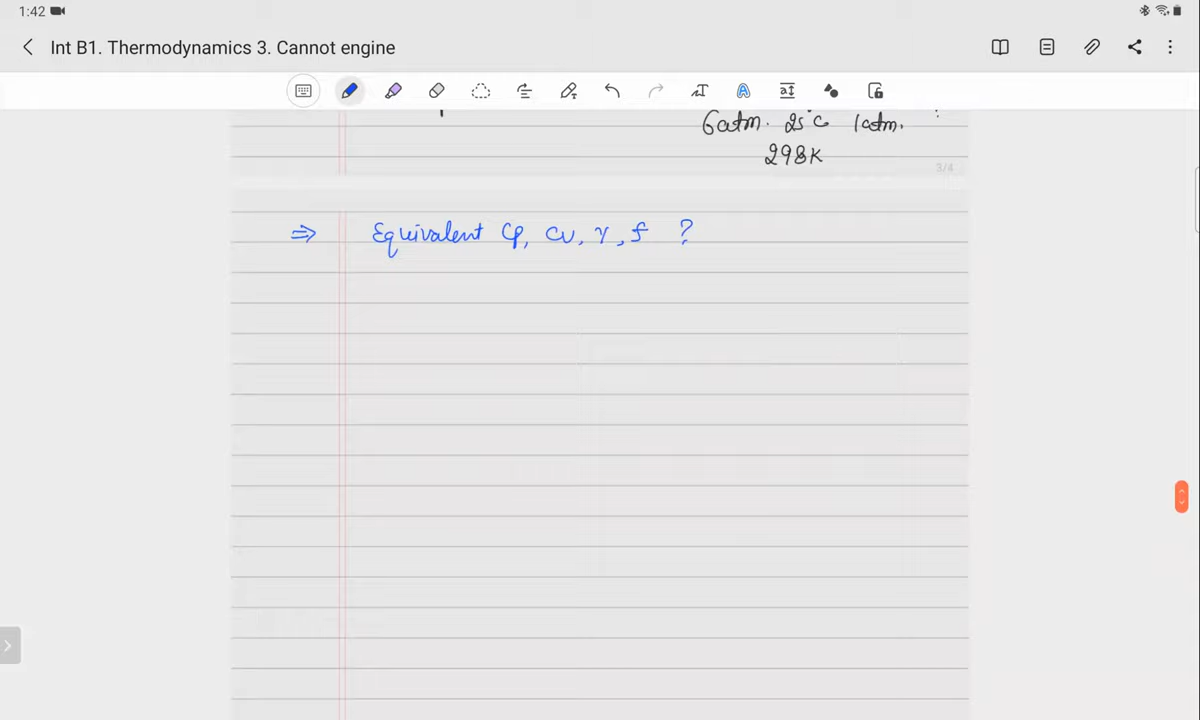 1:42
Int B1. Thermodynamics 3. Cannot engine
6atm. 25°C 1atm.
298K
3/4
⇒ Equivalent Cp, Cv, γ, f ?